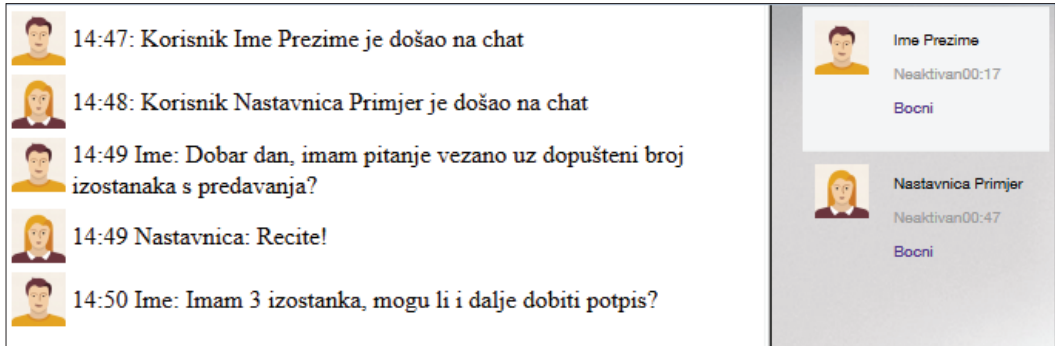 14:47: Korisnik Ime Prezime je došao na chat
14:48: Korisnik Nastavnica Primjer je došao na chat
14:49 Ime: Dobar dan, imam pitanje vezano uz dopušteni broj
izostanaka s predavanja?
14:49 Nastavnica: Recite!
14:50 Ime: Imam 3 izostanka, mogu li i dalje dobiti potpis?
Ime Prezime
Neaktivan00:17
Bocni
Nastavnica Primjer
Neaktivan00:47
Bocni